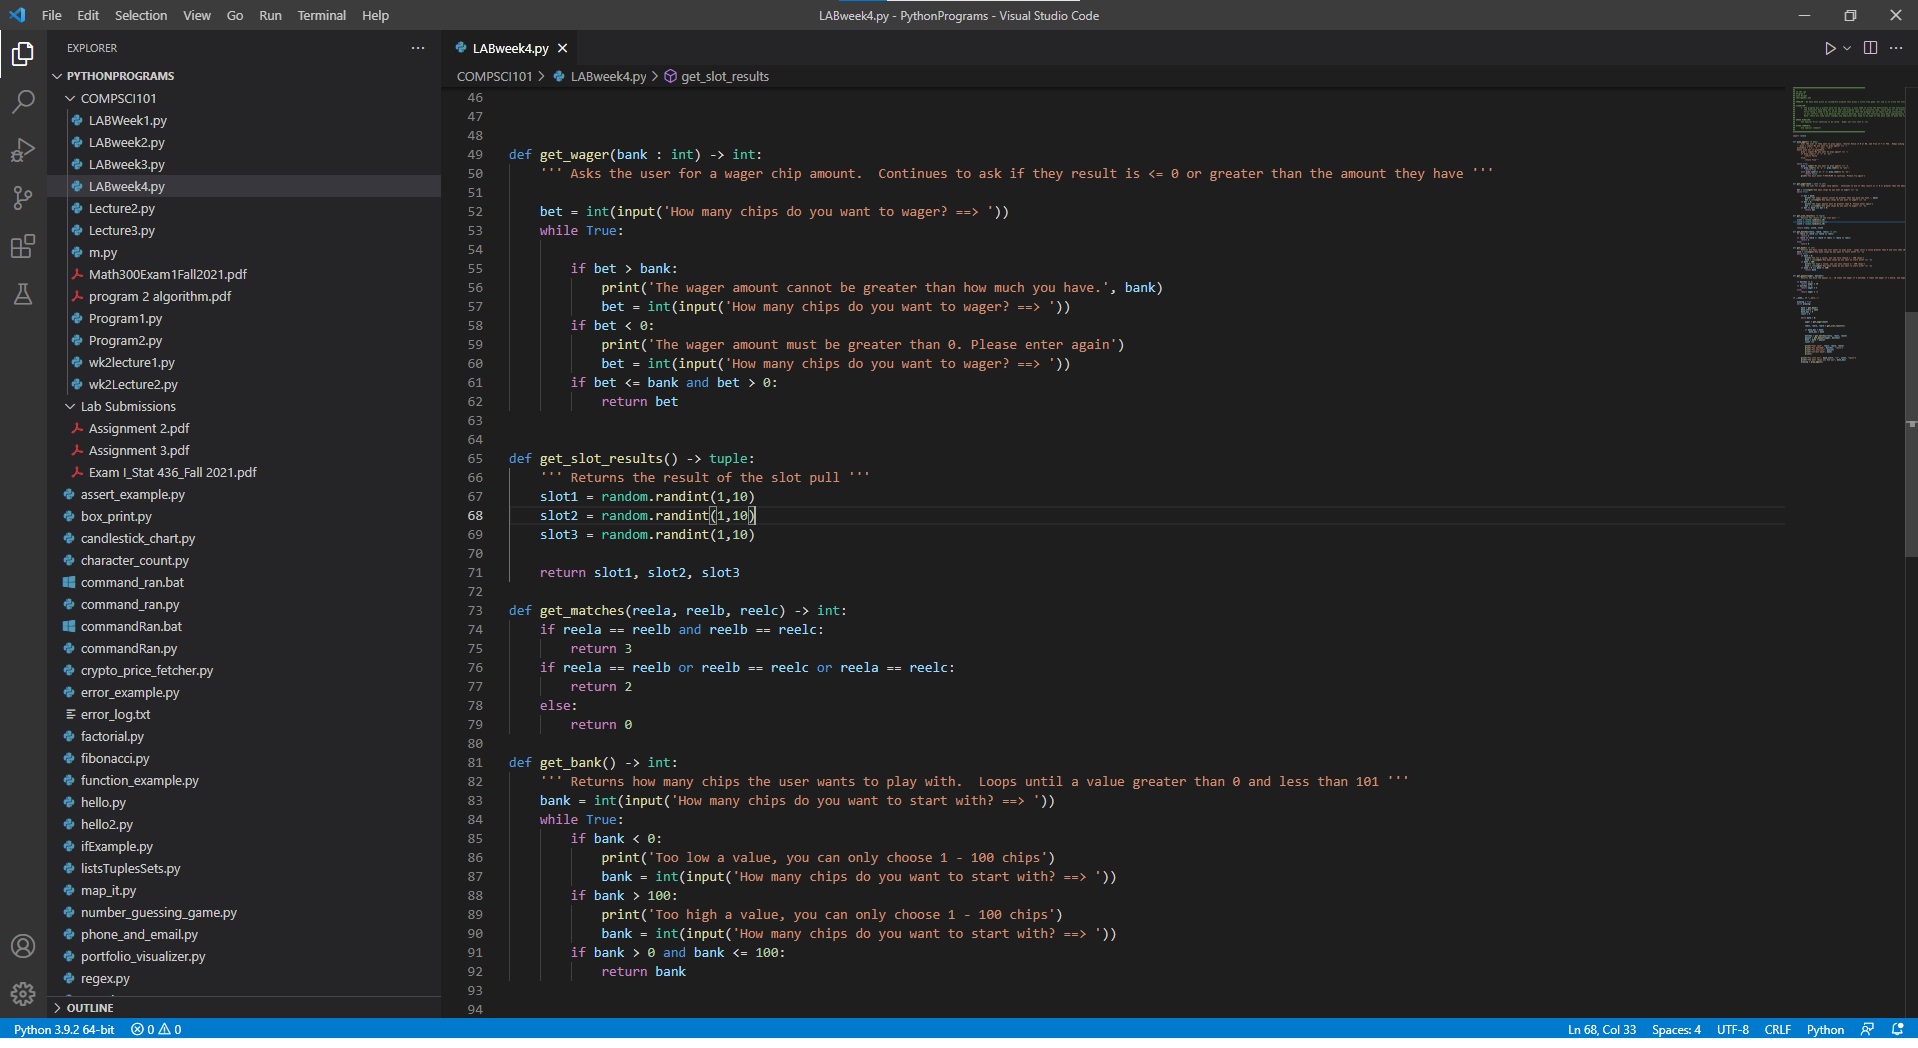 File Edit Selection View Go Run Terminal Help
LABweek4.py - PythonPrograms - Visual Studio Code
EXPLORER
PYTHONPROGRAMS
COMPSCI101
LABWeek1.py
LABweek2.py
LABweek3.py
LABweek4.py
Lecture2.py
Lecture3.py
m.py
Math300Exam1Fall2021.pdf
program 2 algorithm.pdf
Program1.py
Program2.py
wk2lecture1.py
wk2Lecture2.py
Lab Submissions
Assignment 2.pdf
Assignment 3.pdf
Exam I_Stat 436_Fall 2021.pdf
assert_example.py
box_print.py
candlestick_chart.py
character_count.py
command_ran.bat
command_ran.py
commandRan.bat
commandRan.py
crypto_price_fetcher.py
error_example.py
error_log.txt
factorial.py
fibonacci.py
function_example.py
hello.py
hello2.py
ifExample.py
listsTuplesSets.py
map_it.py
number_guessing_game.py
phone_and_email.py
portfolio_visualizer.py
regex.py
OUTLINE
LABweek4.py
COMPSCI101 > LABweek4.py > get_slot_results
46
47
48
49 def get_wager(bank : int) -> int:
50     ''' Asks the user for a wager chip amount.  Continues to ask if they result is <= 0 or greater than the amount they have '''
51
52     bet = int(input('How many chips do you want to wager? ==> '))
53     while True:
54
55         if bet > bank:
56             print('The wager amount cannot be greater than how much you have.', bank)
57             bet = int(input('How many chips do you want to wager? ==> '))
58         if bet < 0:
59             print('The wager amount must be greater than 0. Please enter again')
60             bet = int(input('How many chips do you want to wager? ==> '))
61         if bet <= bank and bet > 0:
62             return bet
63
64
65 def get_slot_results() -> tuple:
66     ''' Returns the result of the slot pull '''
67     slot1 = random.randint(1,10)
68     slot2 = random.randint(1,10)
69     slot3 = random.randint(1,10)
70
71     return slot1, slot2, slot3
72
73 def get_matches(reela, reelb, reelc) -> int:
74     if reela == reelb and reelb == reelc:
75         return 3
76     if reela == reelb or reelb == reelc or reela == reelc:
77         return 2
78     else:
79         return 0
80
81 def get_bank() -> int:
82     ''' Returns how many chips the user wants to play with.  Loops until a value greater than 0 and less than 101 '''
83     bank = int(input('How many chips do you want to start with? ==> '))
84     while True:
85         if bank < 0:
86             print('Too low a value, you can only choose 1 - 100 chips')
87             bank = int(input('How many chips do you want to start with? ==> '))
88         if bank > 100:
89             print('Too high a value, you can only choose 1 - 100 chips')
90             bank = int(input('How many chips do you want to start with? ==> '))
91         if bank > 0 and bank <= 100:
92             return bank
93
94
Python 3.9.2 64-bit 0 0
Ln 68, Col 33 Spaces: 4 UTF-8 CRLF Python